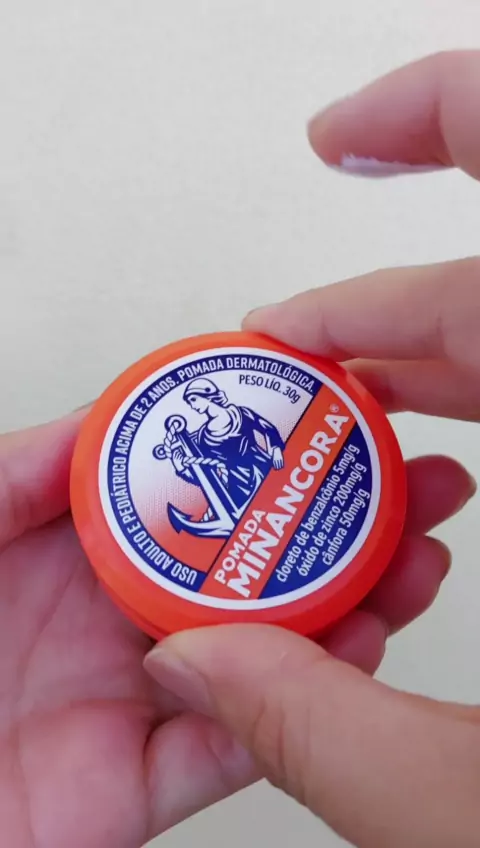 USO ADULTO E PEDIÁTRICO ACIMA DE 2 ANOS. POMADA DERMATOLÓGICA.
PESO LÍQ. 30g
POMADA
MINANCORA®
cloreto de benzalcônio 5mg/g
óxido de zinco 200mg/g
cânfora 50mg/g